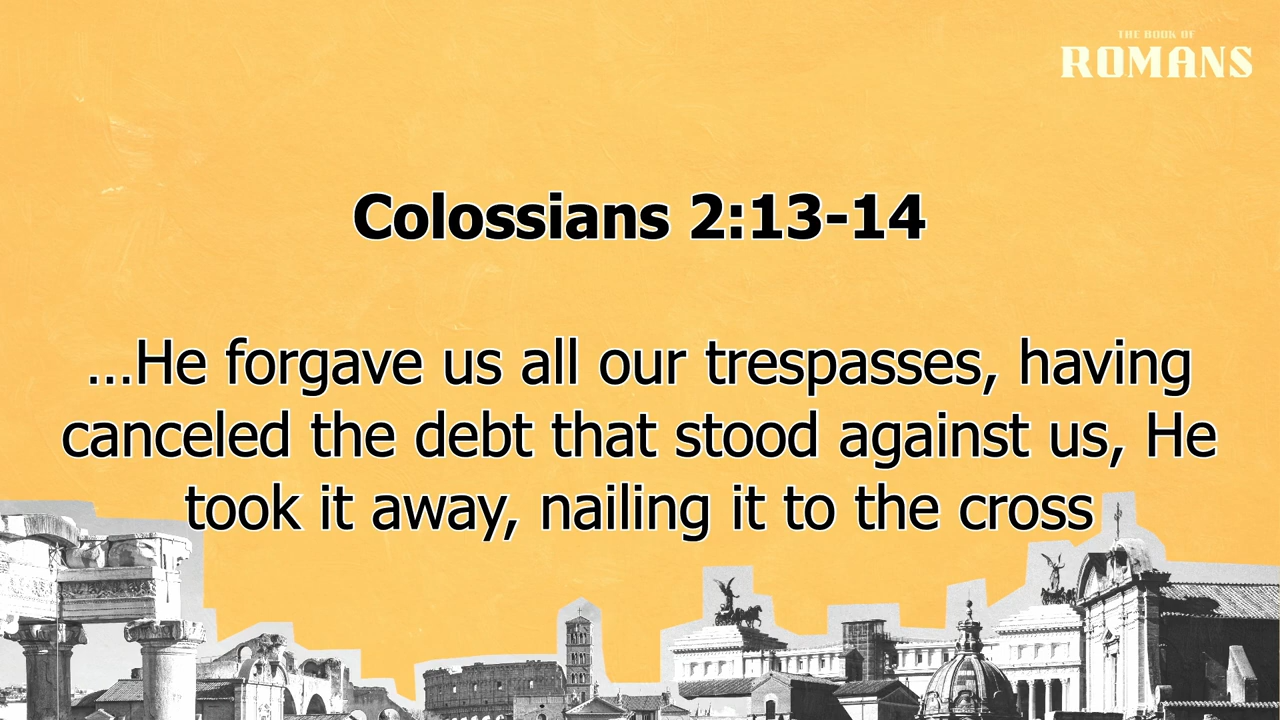 THE BOOK OF
ROMANS
Colossians 2:13-14
...He forgave us all our trespasses, having
canceled the debt that stood against us, He
took it away, nailing it to the cross